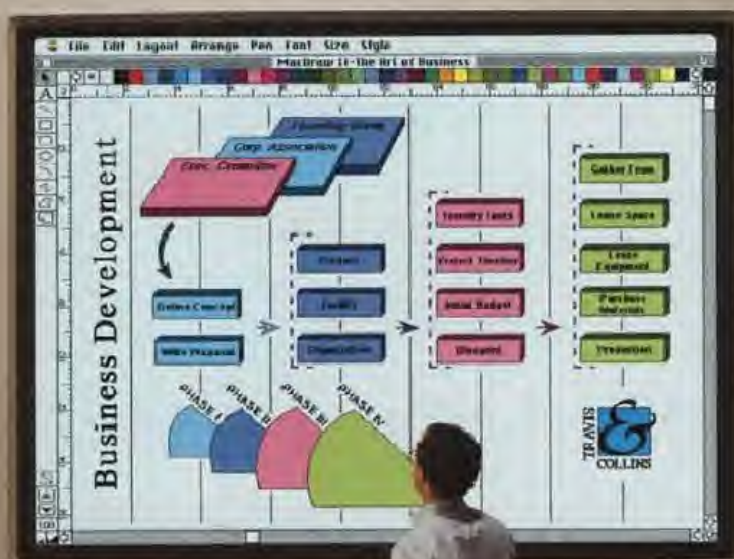 File Edit Layout Arrange Pen Font Size Style
MacDraw II-The Art of Business
Business Development
Corp. Association
Exec. Committee
Define Concept
Write Proposal
Product
Facility
Organization
Identify Tasks
Project Timeline
Initial Budget
Blueprint
Gather Team
Lease Space
Lease
Equipment
Purchase
Materials
Production
PHASE I
PHASE II
PHASE III
PHASE IV
TRAVIS
&
COLLINS